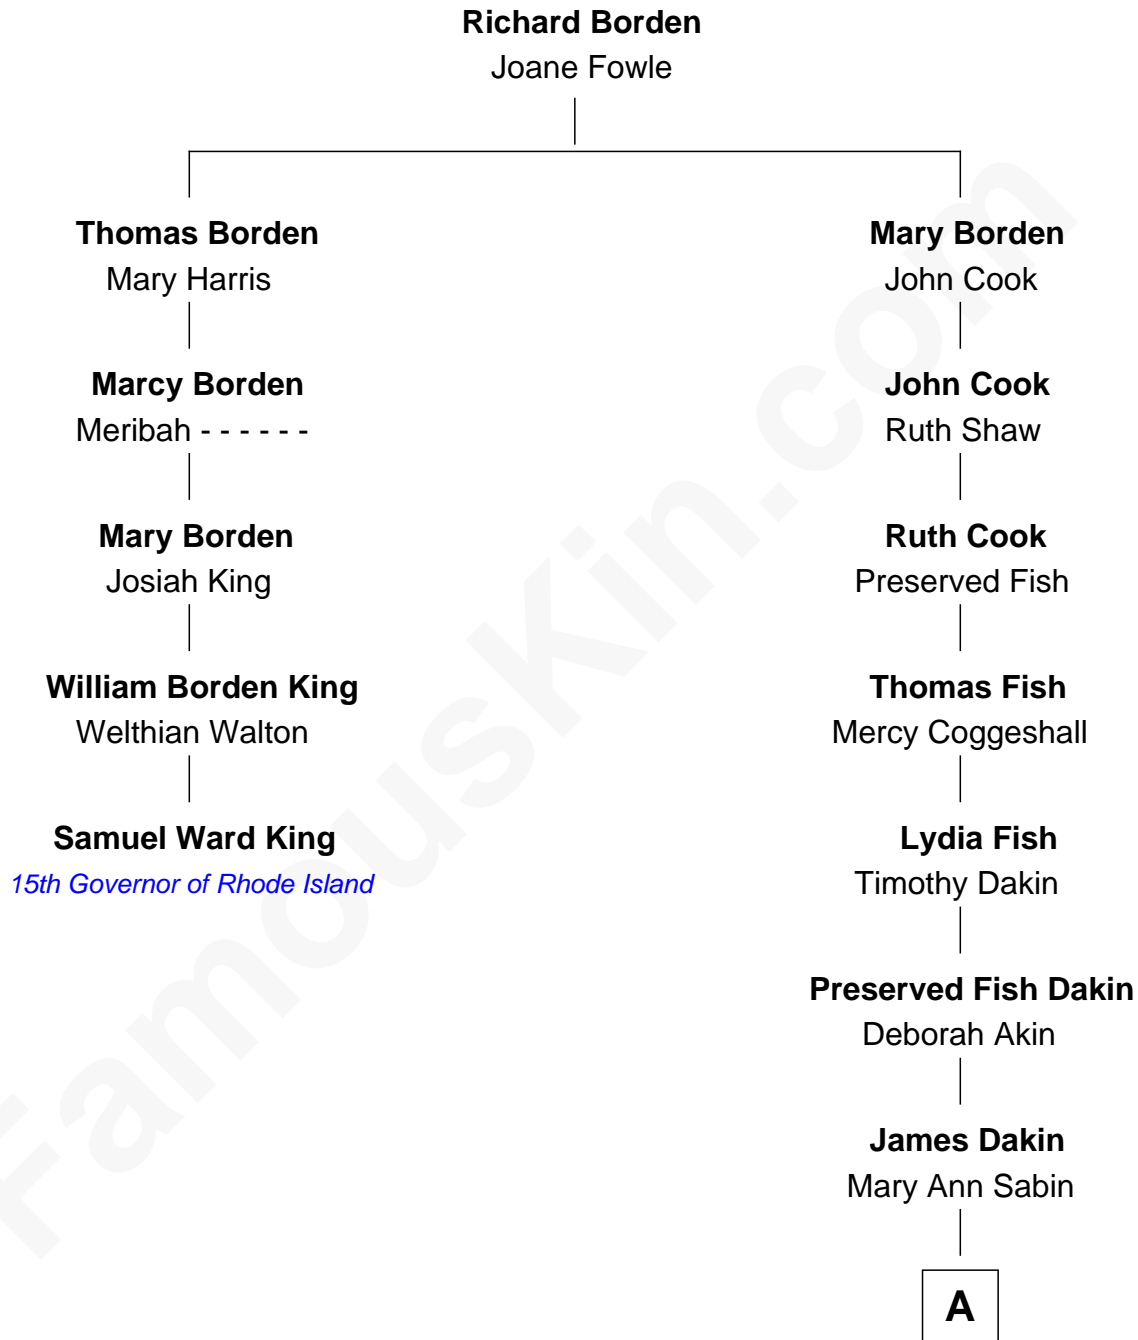 Richard Borden
Joane Fowle
Thomas Borden
Mary Harris
Mary Borden
John Cook
Marcy Borden
Meribah - - - - - -
John Cook
Ruth Shaw
Mary Borden
Josiah King
Ruth Cook
Preserved Fish
William Borden King
Welthian Walton
Thomas Fish
Mercy Coggeshall
Samuel Ward King
15th Governor of Rhode Island
Lydia Fish
Timothy Dakin
Preserved Fish Dakin
Deborah Akin
James Dakin
Mary Ann Sabin
A
FamousKin.com